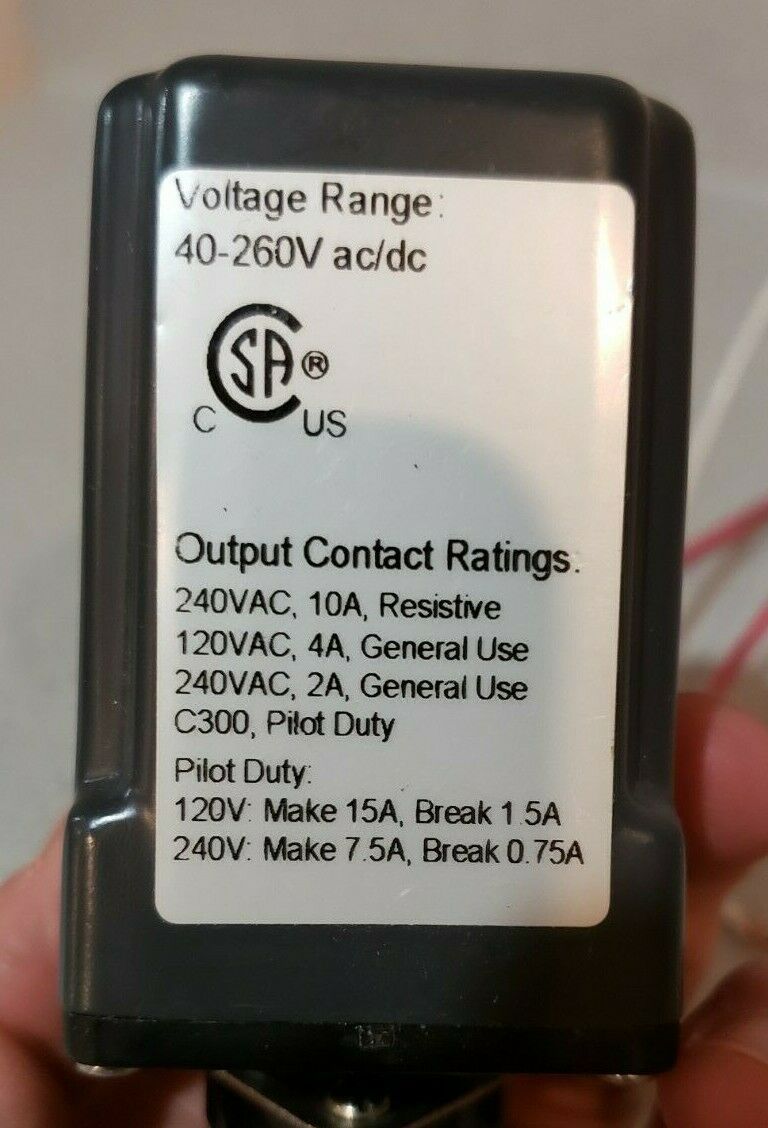 Voltage Range:
40-260V ac/dc
CSA®
C US
Output Contact Ratings:
240VAC, 10A, Resistive
120VAC, 4A, General Use
240VAC, 2A, General Use
C300, Pilot Duty
Pilot Duty:
120V: Make 15A, Break 1.5A
240V: Make 7.5A, Break 0.75A